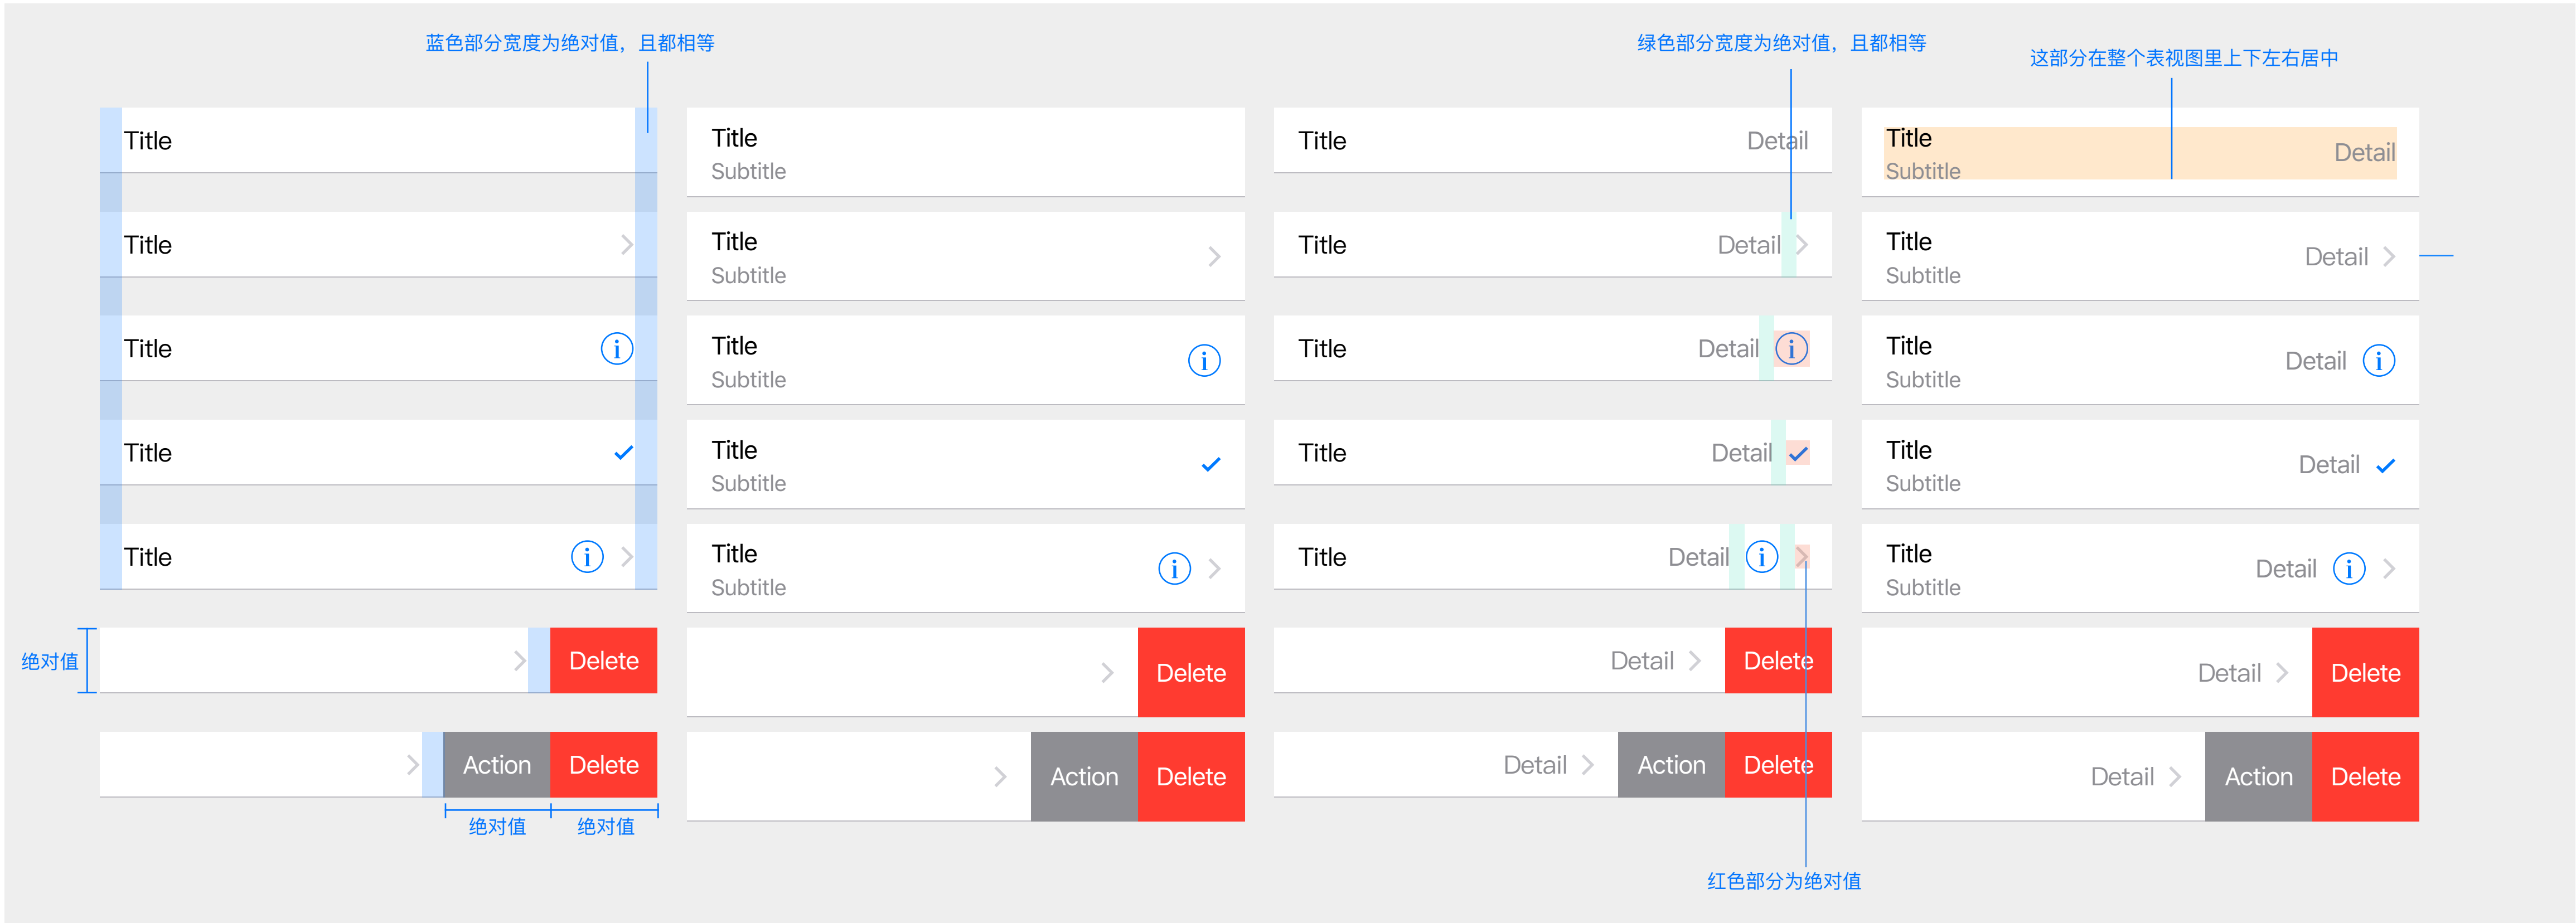 蓝色部分宽度为绝对值，且都相等
绿色部分宽度为绝对值，且都相等
这部分在整个表视图里上下左右居中
Title
Title
Title
Title
Title
绝对值
Delete
Action Delete
绝对值 绝对值
Title
Subtitle
Title
Subtitle
Title
Subtitle
Title
Subtitle
Title
Subtitle
Delete
Action Delete
Title Detail
Title Detail
Title Detail
Title Detail
Title Detail
Detail Delete
Detail Action Delete
红色部分为绝对值
Title
Detail
Subtitle
Title
Detail
Subtitle
Title
Detail
Subtitle
Title
Detail
Subtitle
Title
Detail
Subtitle
Detail Delete
Detail Action Delete